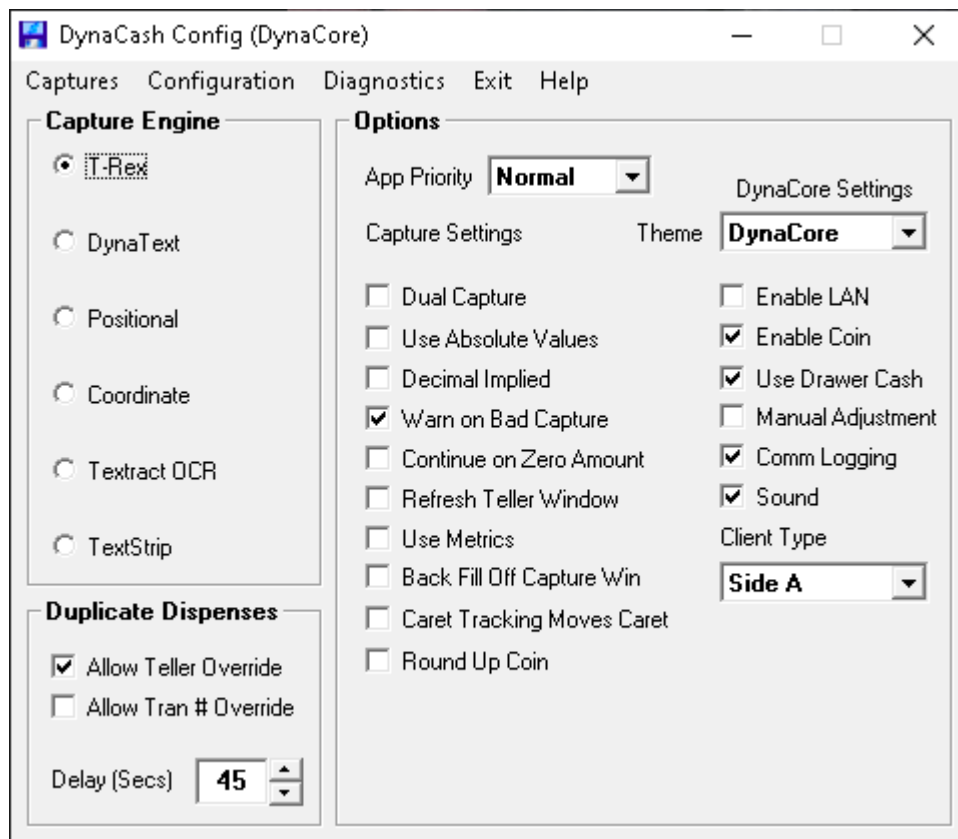 DynaCash Config (DynaCore)
Captures Configuration Diagnostics Exit Help
Capture Engine
T-Rex
DynaText
Positional
Coordinate
Textract OCR
TextStrip
Duplicate Dispenses
Allow Teller Override
Allow Tran # Override
Delay (Secs) 45
Options
App Priority Normal
DynaCore Settings
Capture Settings
Theme DynaCore
Dual Capture
Use Absolute Values
Decimal Implied
Warn on Bad Capture
Continue on Zero Amount
Refresh Teller Window
Use Metrics
Back Fill Off Capture Win
Caret Tracking Moves Caret
Round Up Coin
Enable LAN
Enable Coin
Use Drawer Cash
Manual Adjustment
Comm Logging
Sound
Client Type
Side A